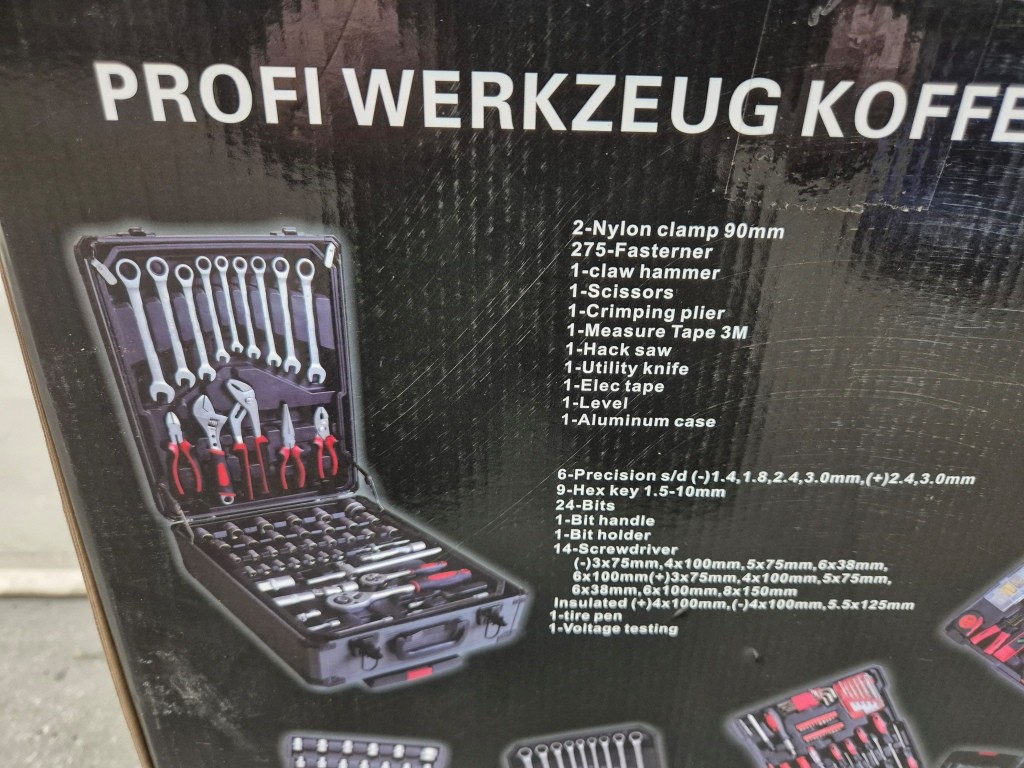 PROFI WERKZEUG KOFFE
2-Nylon clamp 90mm
275-Fasterner
1-claw hammer
1-Scissors
1-Crimping plier
1-Measure Tape 3M
1-Hack saw
1-Utility knife
1-Elec tape
1-Level
1-Aluminum case
6-Precision s/d (-)1.4,1.8,2.4,3.0mm,(+)2.4,3.0mm
9-Hex key 1.5-10mm
24-Bits
1-Bit handle
1-Bit holder
14-Screwdriver
(-)3x75mm,4x100mm,5x75mm,6x38mm,
6x100mm(+)3x75mm,4x100mm,5x75mm,
6x38mm,6x100mm,8x150mm
Insulated (+)4x100mm,(-)4x100mm,5.5x125mm
1-tire pen
1-Voltage testing